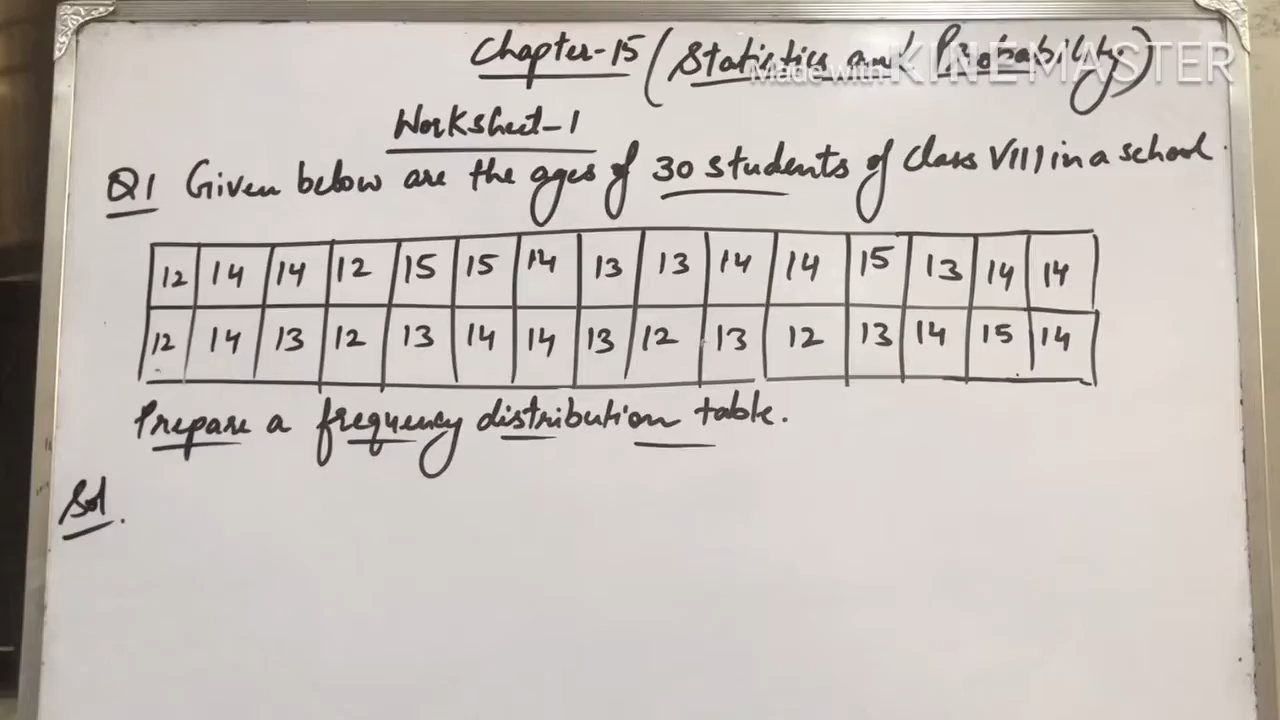 Chapter-15 (Statistics and Probability)
Made with KINEMASTER
Worksheet-1
Q1 Given below are the ages of 30 students of class VIII in a school.
12 14 14 12 15 15 14 13 13 14 14 15 13 14 14
12 14 13 12 13 14 14 13 12 13 12 13 14 15 14
Prepare a frequency distribution table.
Sol.